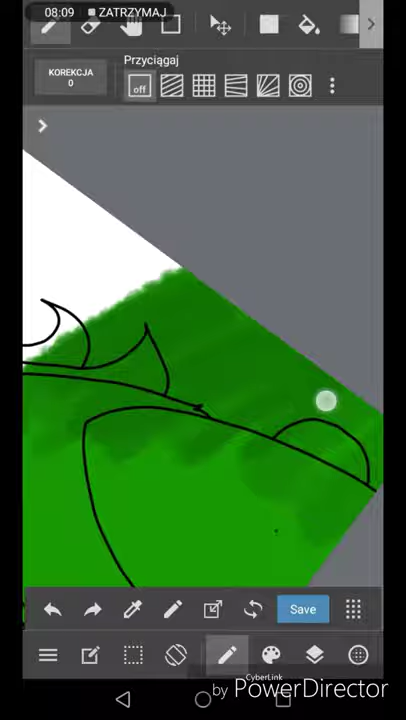 08:09 ZATRZYMAJ
Przyciągaj
KOREKCJA
0
off
Save
CyberLink
by PowerDirector